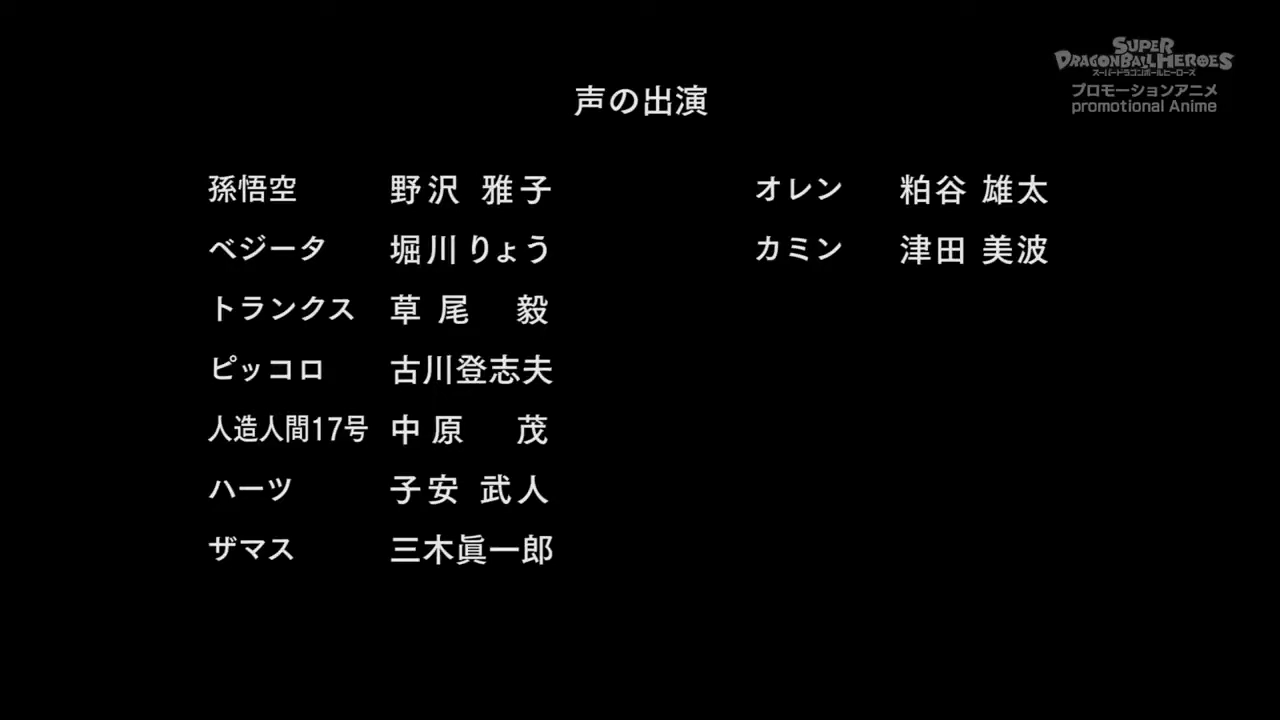 SUPER
DRAGONBALL HEROES
スーパードラゴンボールヒーローズ
プロモーションアニメ
promotional Anime
声の出演
孫悟空 野沢 雅子
ベジータ 堀川りょう
トランクス 草尾 毅
ピッコロ 古川登志夫
人造人間17号 中原 茂
ハーツ 子安 武人
ザマス 三木眞一郎
オレン 粕谷 雄太
カミン 津田 美波